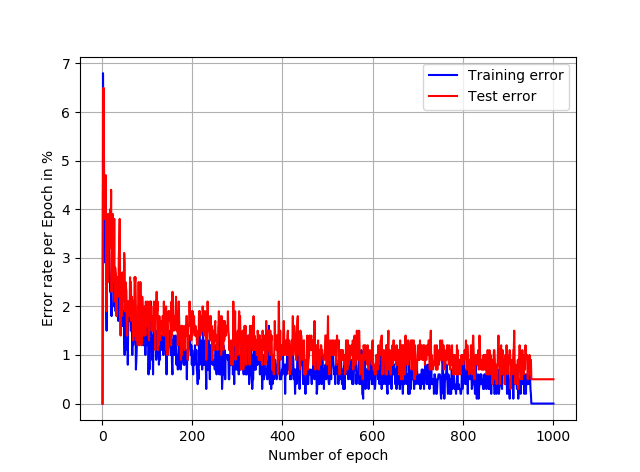 7
6
5
4
3
2
1
0
Error rate per Epoch in %
Training error
Test error
0 200 400 600 800 1000
Number of epoch